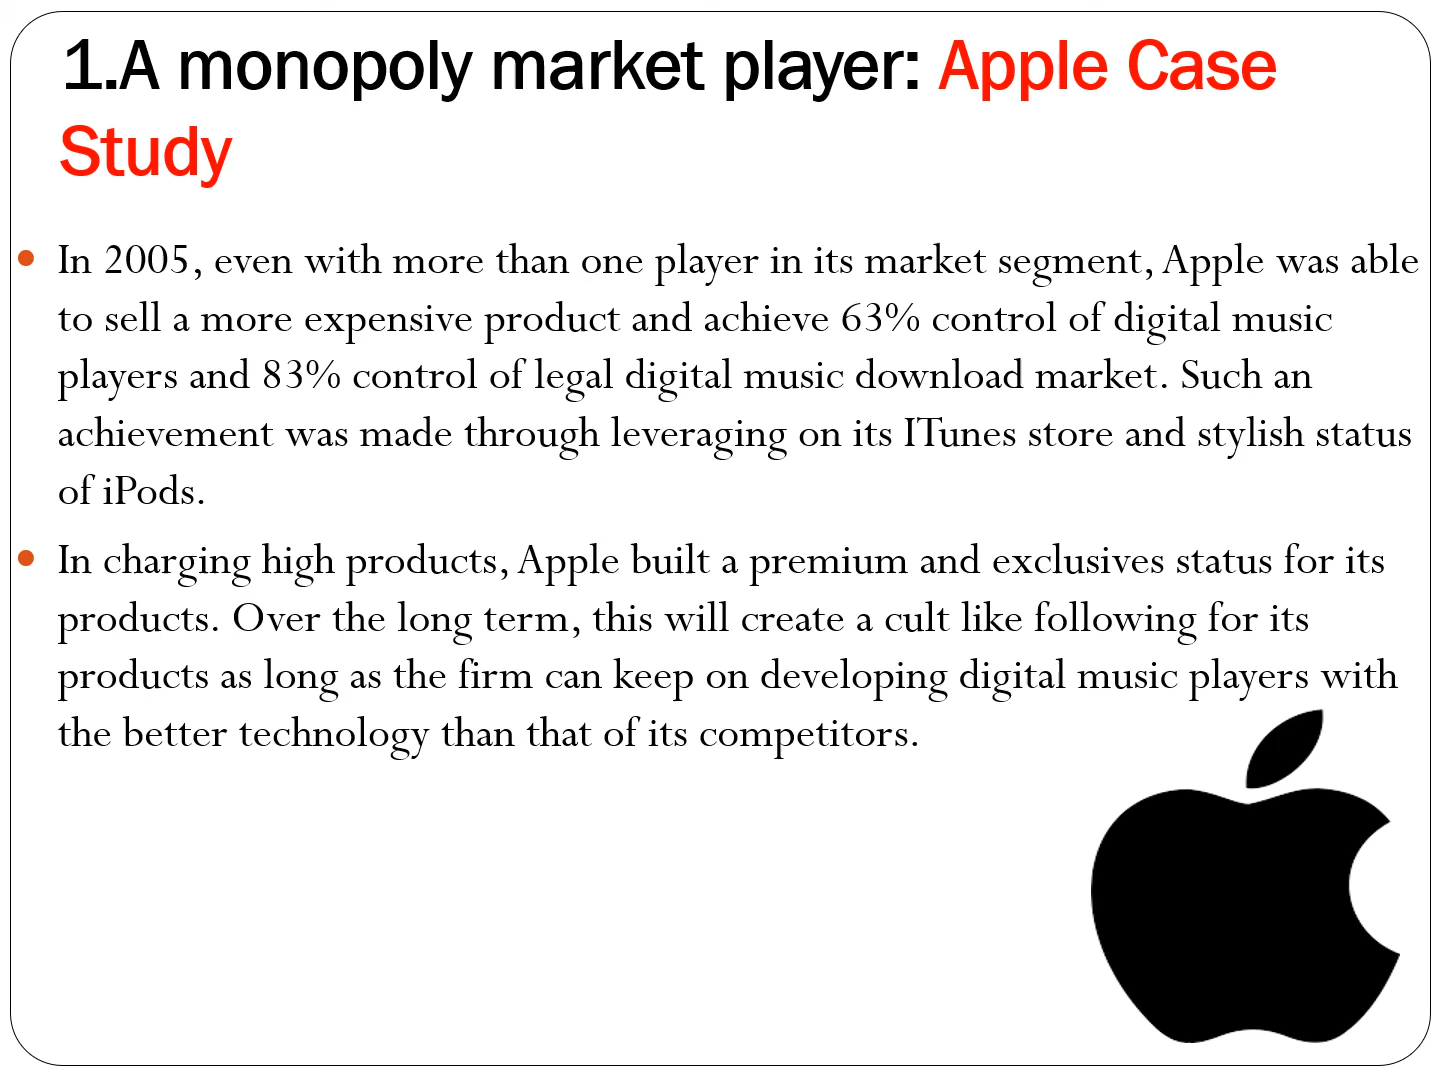 1.A monopoly market player: Apple Case
Study
• In 2005, even with more than one player in its market segment, Apple was able
to sell a more expensive product and achieve 63% control of digital music
players and 83% control of legal digital music download market. Such an
achievement was made through leveraging on its ITunes store and stylish status
of iPods.
• In charging high products, Apple built a premium and exclusives status for its
products. Over the long term, this will create a cult like following for its
products as long as the firm can keep on developing digital music players with
the better technology than that of its competitors.